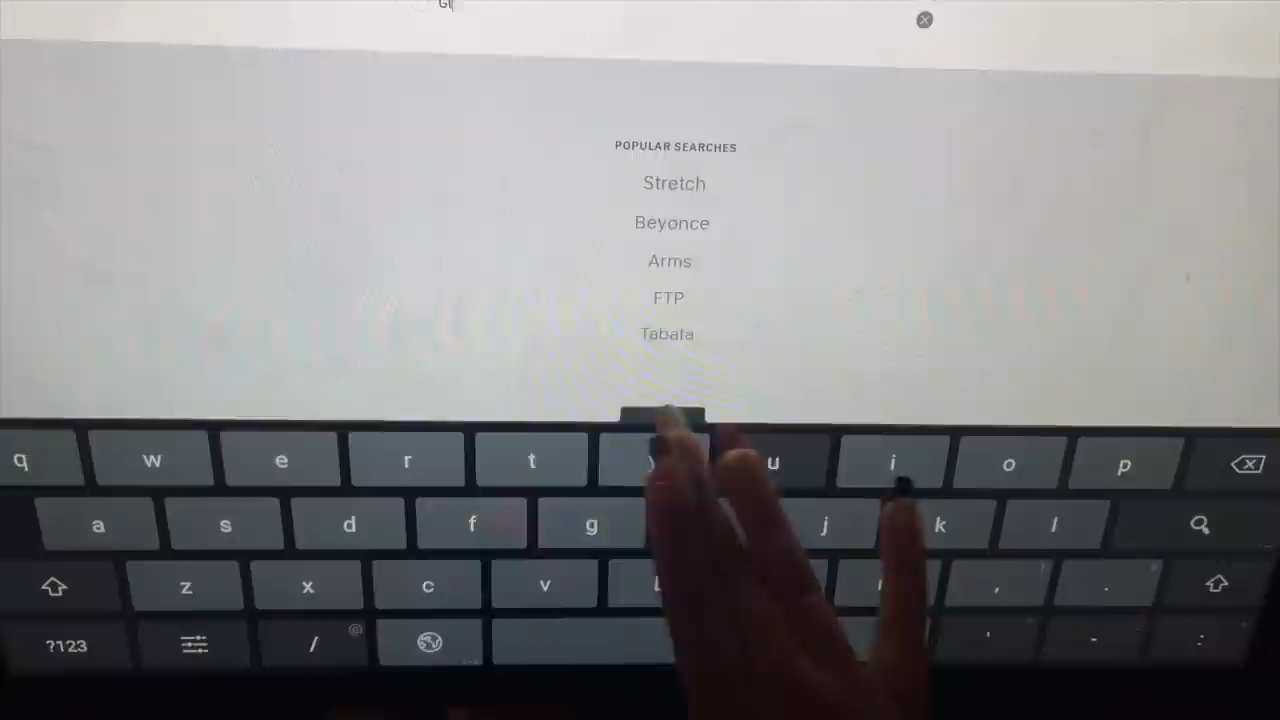 POPULAR SEARCHES
Stretch
Beyonce
Arms
FTP
Tabata
q w e r t y u i o p
a s d f g j k l
z x c v , .
?123 / @ ' - :